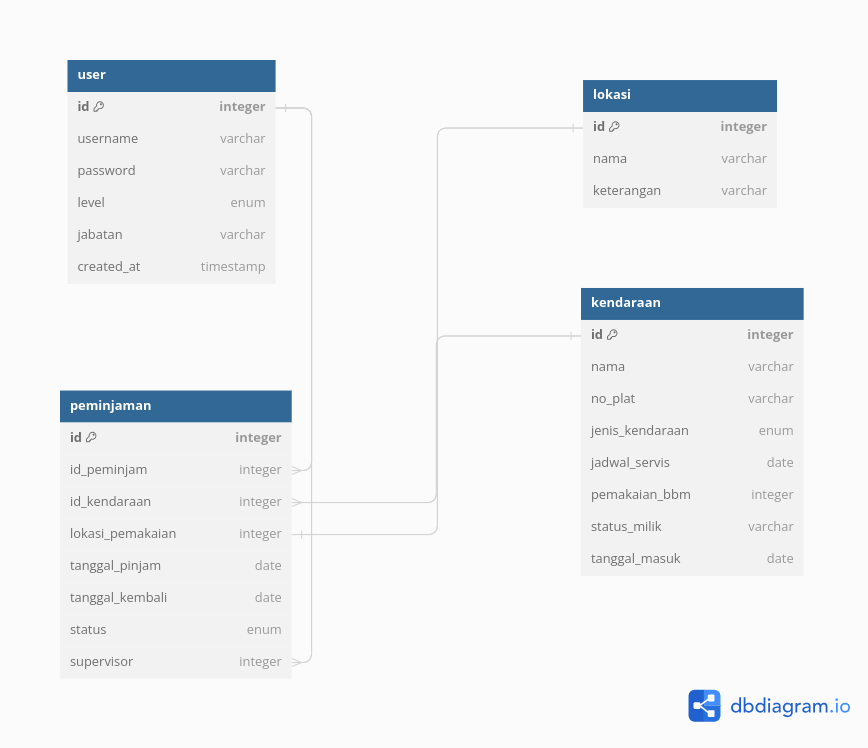 user
id integer
username varchar
password varchar
level enum
jabatan varchar
created_at timestamp
lokasi
id integer
nama varchar
keterangan varchar
kendaraan
id integer
nama varchar
no_plat varchar
jenis_kendaraan enum
jadwal_servis date
pemakaian_bbm integer
status_milik varchar
tanggal_masuk date
peminjaman
id integer
id_peminjam integer
id_kendaraan integer
lokasi_pemakaian integer
tanggal_pinjam date
tanggal_kembali date
status enum
supervisor integer
dbdiagram.io